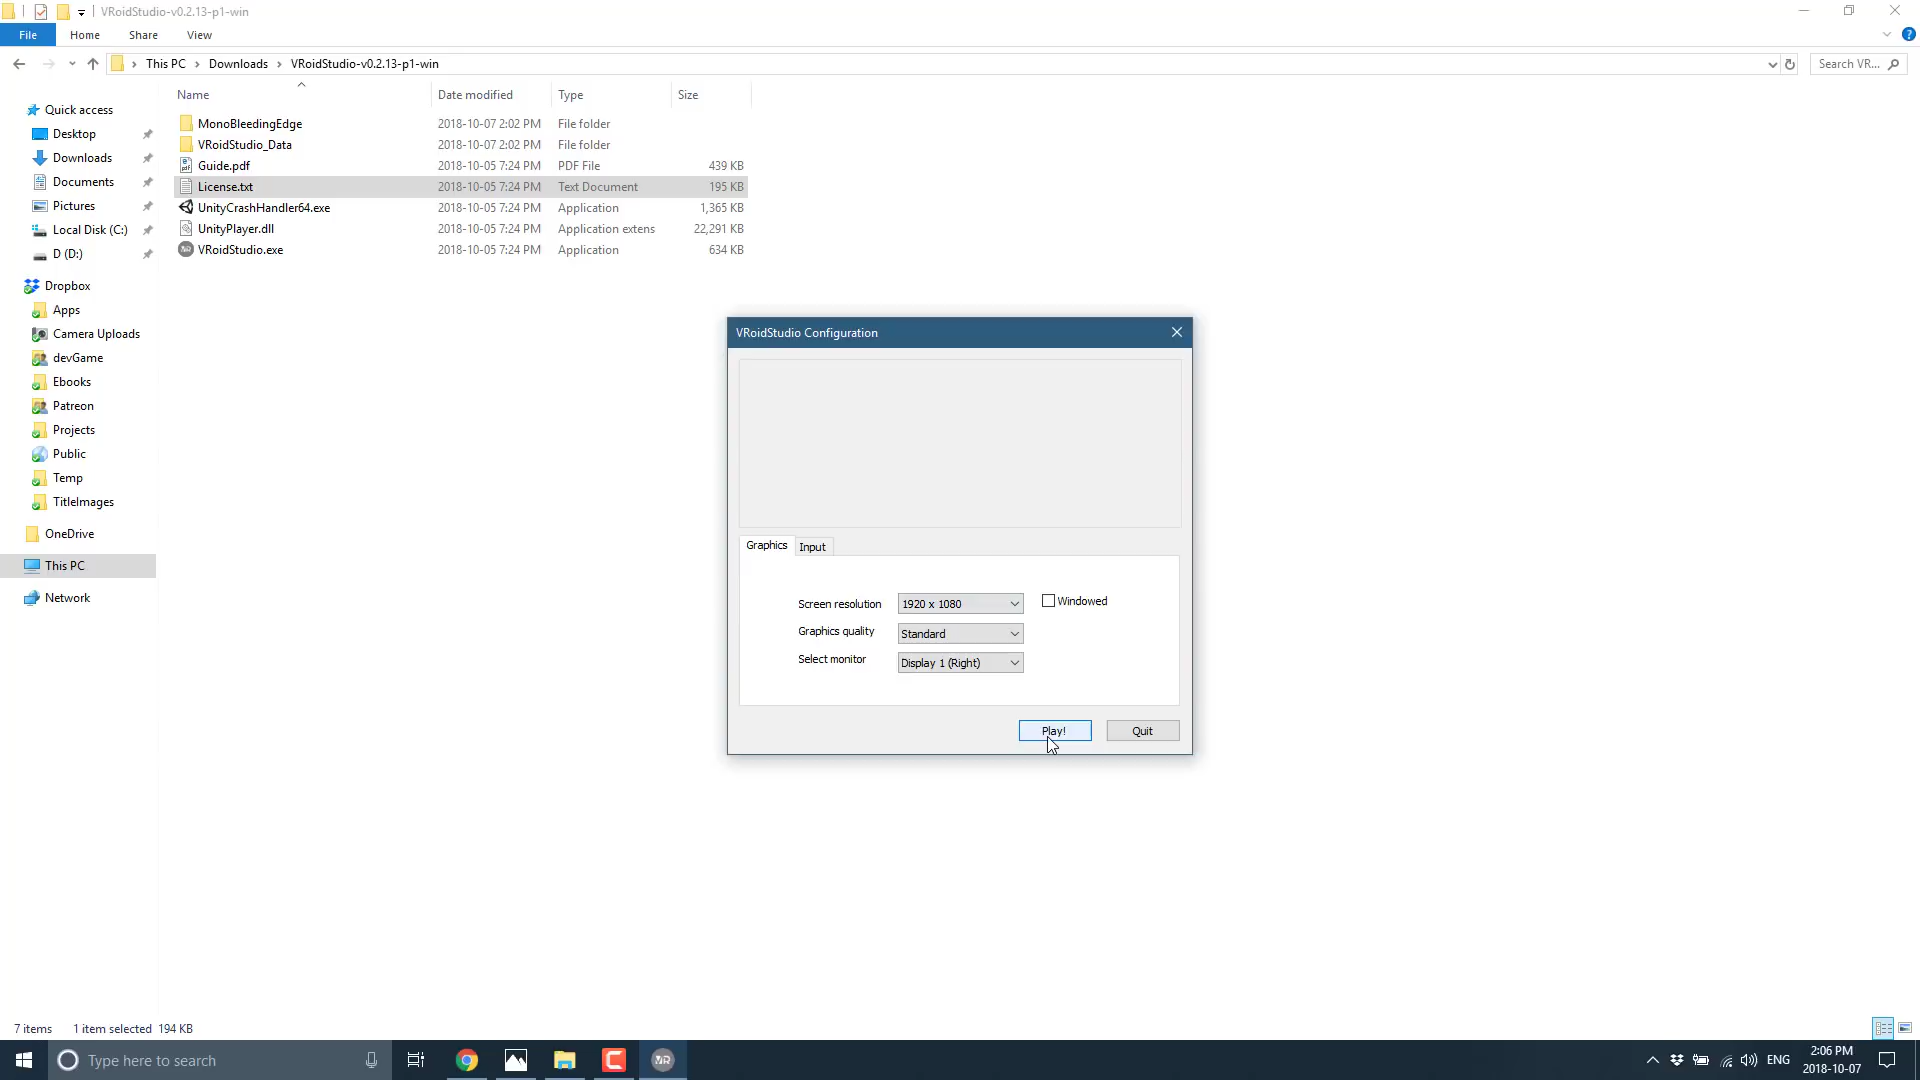 VRoidStudio-v0.2.13-p1-win
File Home Share View
This PC Downloads VRoidStudio-v0.2.13-p1-win Search VR...
Name Date modified Type Size
Quick access
Desktop
Downloads
Documents
Pictures
Local Disk (C:)
D (D:)
Dropbox
Apps
Camera Uploads
devGame
Ebooks
Patreon
Projects
Public
Temp
TitleImages
OneDrive
This PC
Network
MonoBleedingEdge 2018-10-07 2:02 PM File folder
VRoidStudio_Data 2018-10-07 2:02 PM File folder
Guide.pdf 2018-10-05 7:24 PM PDF File 439 KB
License.txt 2018-10-05 7:24 PM Text Document 195 KB
UnityCrashHandler64.exe 2018-10-05 7:24 PM Application 1,365 KB
UnityPlayer.dll 2018-10-05 7:24 PM Application extens 22,291 KB
VRoidStudio.exe 2018-10-05 7:24 PM Application 634 KB
VRoidStudio Configuration
Graphics Input
Screen resolution 1920 x 1080 Windowed
Graphics quality Standard
Select monitor Display 1 (Right)
Play! Quit
7 items 1 item selected 194 KB
Type here to search
ENG
2:06 PM
2018-10-07